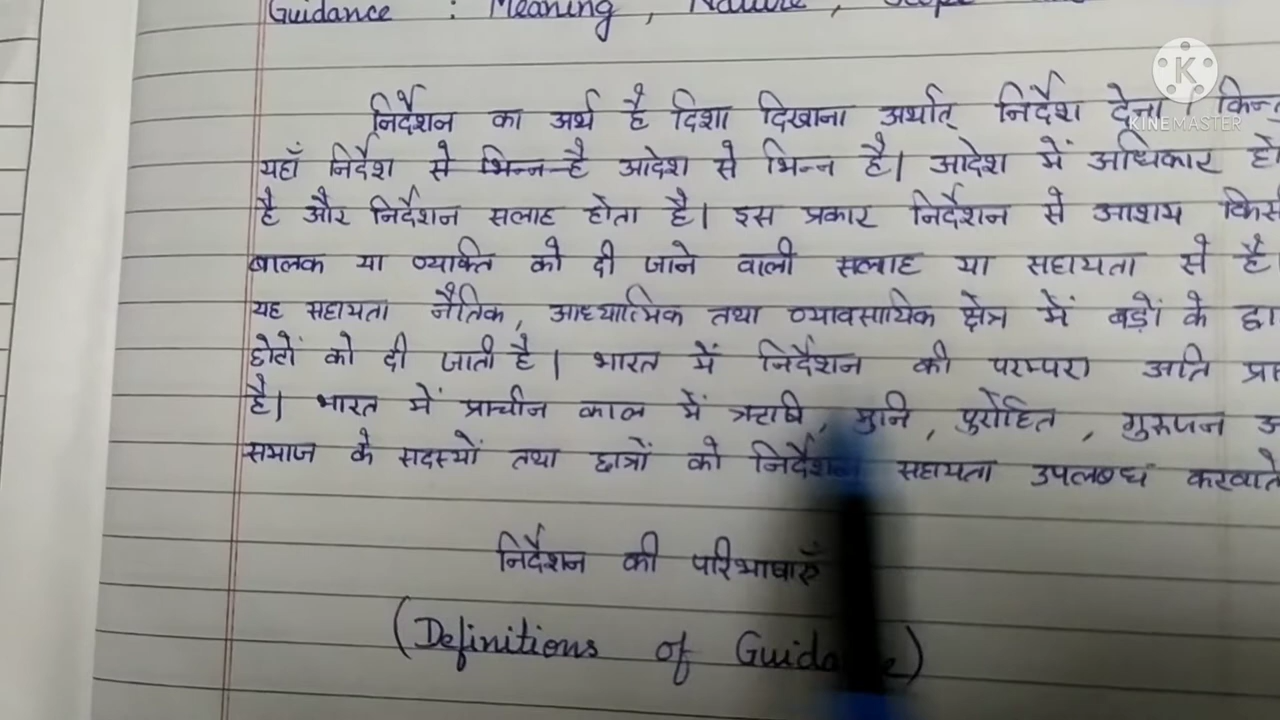 Guidance : Meaning, Nature, Scope
निर्देशन का अर्थ है दिशा दिखाना अर्थात् निर्देश देना
यहाँ निर्देश से भिन्न है आदेश से भिन्न है। आदेश में अधिकार
है और निर्देशन सलाह होता है। इस प्रकार निर्देशन से आशय
बालक या व्यक्ति को दी जाने वाली सलाह या सहायता से है
यह सहायता नैतिक, आध्यात्मिक तथा व्यावसायिक क्षेत्र में बड़ों के
छोटों को दी जाती है। भारत में निर्देशन की परम्परा अति
है। भारत में प्राचीन काल में ऋषि, मुनि, पुरोहित, गुरुजन
समाज के सदस्यों तथा छात्रों को निर्देशन सहायता उपलब्ध करवाते
निर्देशन की परिभाषाएँ
(Definitions of Guidance)
KINEMASTER